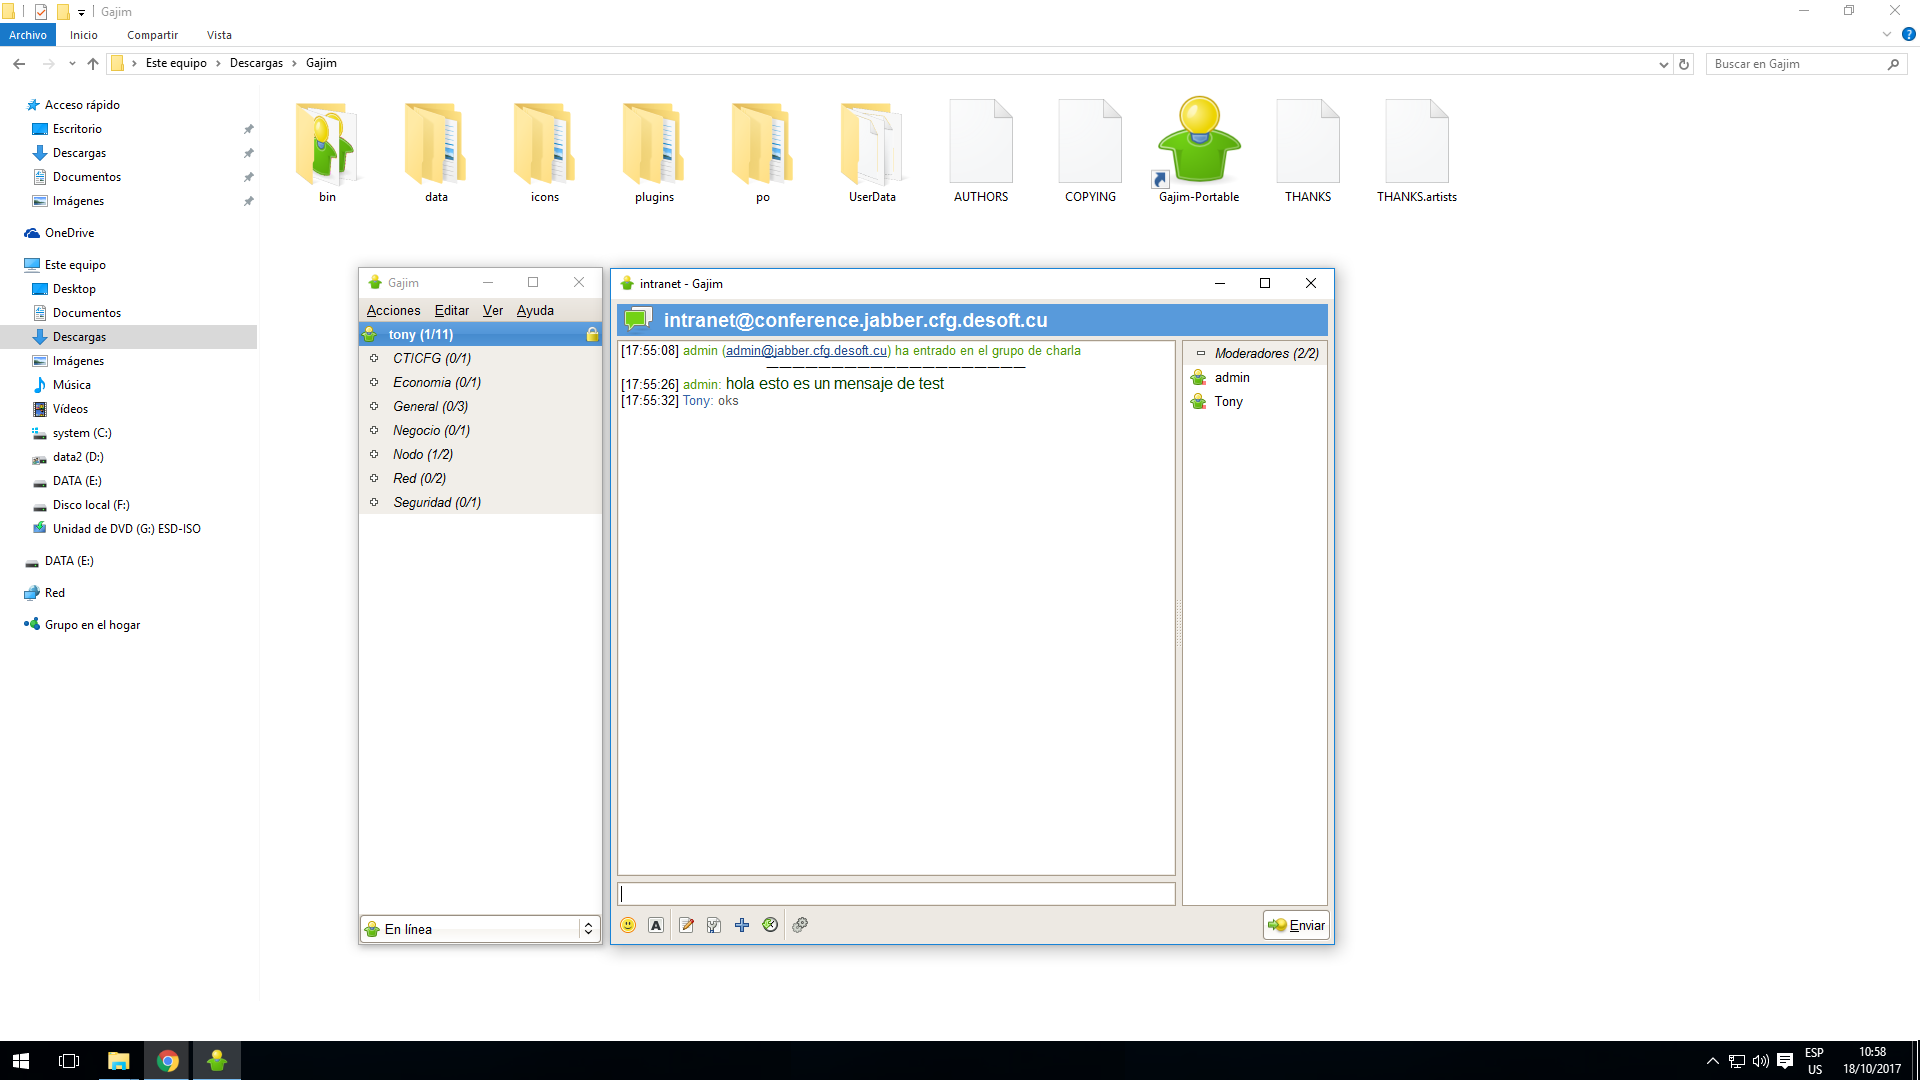 Gajim
Archivo Inicio Compartir Vista
Este equipo Descargas Gajim
Buscar en Gajim
Acceso rápido
Escritorio
Descargas
Documentos
Imágenes
OneDrive
Este equipo
Desktop
Documentos
Descargas
Imágenes
Música
Vídeos
system (C:)
data2 (D:)
DATA (E:)
Disco local (F:)
Unidad de DVD (G:) ESD-ISO
DATA (E:)
Red
Grupo en el hogar
bin
data
icons
plugins
po
UserData
AUTHORS
COPYING
Gajim-Portable
THANKS
THANKS.artists
Gajim
Acciones Editar Ver Ayuda
tony (1/11)
CTICFG (0/1)
Economia (0/1)
General (0/3)
Negocio (0/1)
Nodo (1/2)
Red (0/2)
Seguridad (0/1)
En línea
intranet - Gajim
intranet@conference.jabber.cfg.desoft.cu
[17:55:08] admin (admin@jabber.cfg.desoft.cu) ha entrado en el grupo de charla
[17:55:26] admin: hola esto es un mensaje de test
[17:55:32] Tony: oks
Moderadores (2/2)
admin
Tony
Enviar
ESP
US
10:58
18/10/2017